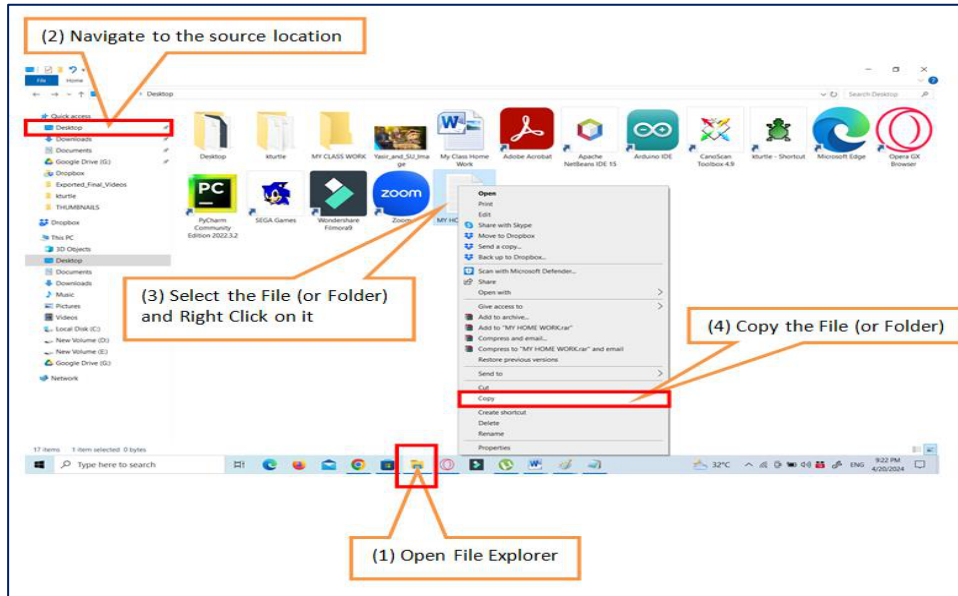 (2) Navigate to the source location
File Home
Desktop
Search Desktop
Quick access
Desktop
Downloads
Documents
Google Drive (G:)
Dropbox
Exported_Final_Videos
kturtle
THUMBNAILS
Dropbox
This PC
3D Objects
Desktop
Documents
Downloads
Music
Pictures
Videos
Local Disk (C:)
New Volume (D:)
New Volume (E:)
Google Drive (G:)
Network
Desktop
kturtle
MY CLASS WORK
Yasir_and_SU_Ima
ge
My Class Home
Work
Adobe Acrobat
Apache
NetBeans IDE 15
Arduino IDE
CanoScan
Toolbox 4.9
kturtle - Shortcut
Microsoft Edge
Opera GX
Browser
PC
PyCharm
Community
Edition 2022.3.2
SEGA Games
Wondershare
Filmora9
zoom
Zoom
MY HO
Open
Print
Edit
Share with Skype
Move to Dropbox
Send a copy...
Back up to Dropbox...
Scan with Microsoft Defender...
Share
Open with
Give access to
Add to archive...
Add to "MY HOME WORK.rar"
Compress and email...
Compress to "MY HOME WORK.rar" and email
Restore previous versions
Send to
Cut
Copy
Create shortcut
Delete
Rename
Properties
(3) Select the File (or Folder)
and Right Click on it
(4) Copy the File (or Folder)
17 items 1 item selected 0 bytes
Type here to search
32°C
ENG
9:22 PM
4/20/2024
(1) Open File Explorer